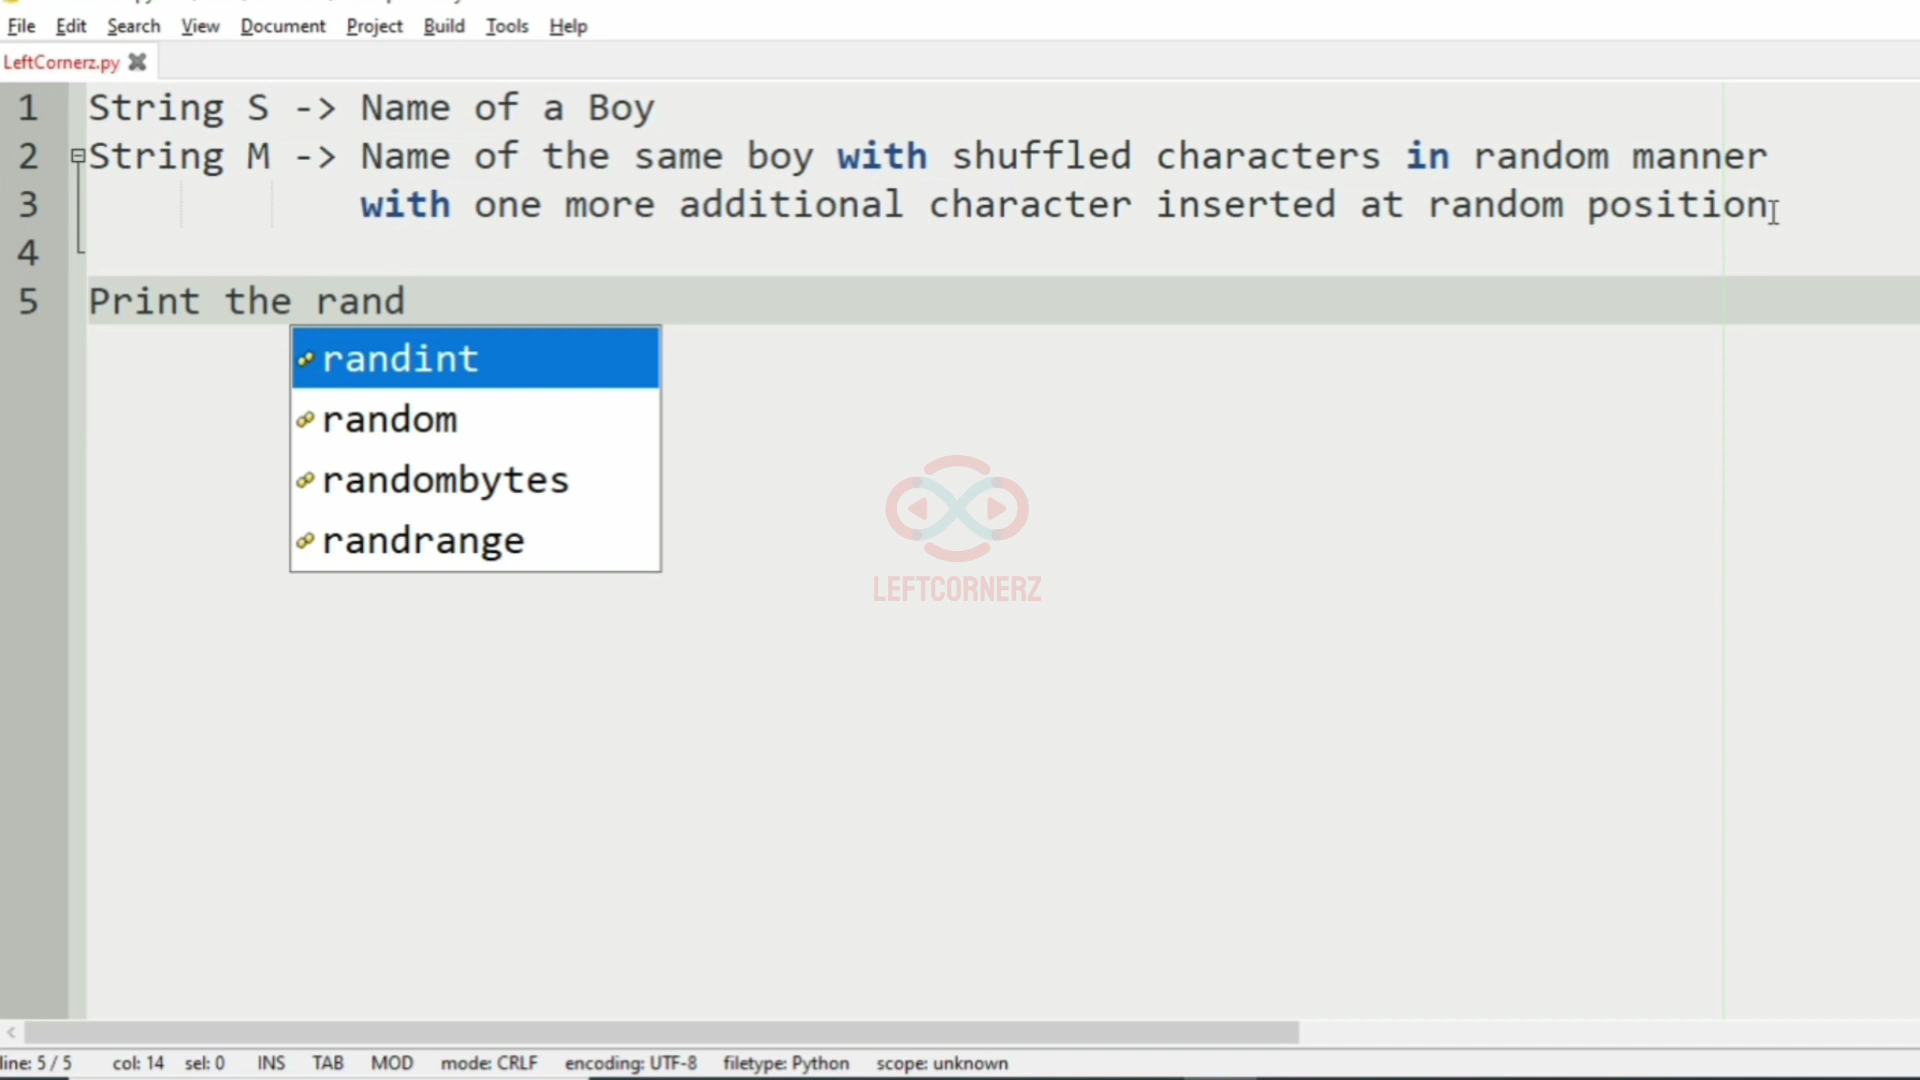 File Edit Search View Document Project Build Tools Help
LeftCornerz.py
1 String S -> Name of a Boy
2 String M -> Name of the same boy with shuffled characters in random manner
3 with one more additional character inserted at random position
4
5 Print the rand
randint
random
randombytes
randrange
LEFTCORNERZ
line: 5 / 5 col: 14 sel: 0 INS TAB MOD mode: CRLF encoding: UTF-8 filetype: Python scope: unknown